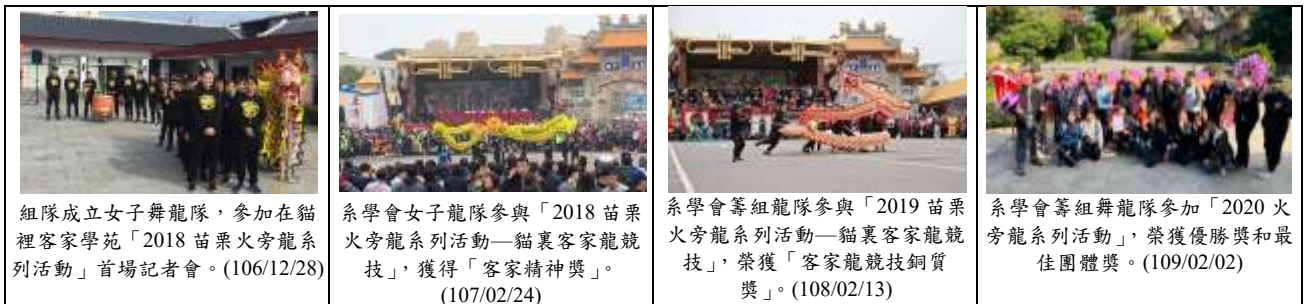 組隊成立女子舞龍隊，參加在貓
裡客家學苑「2018 苗栗火旁龍系
列活動」首場記者會。(106/12/28)
系學會女子龍隊參與「2018 苗栗
火旁龍系列活動—貓裏客家龍競
技」，獲得「客家精神獎」。
(107/02/24)
系學會籌組龍隊參與「2019 苗栗
火旁龍系列活動—貓裏客家龍競
技」，榮獲「客家龍競技銅質
獎」。(108/02/13)
系學會籌組舞龍隊參加「2020 火
旁龍系列活動」，榮獲優勝獎和最
佳團體獎。(109/02/02)